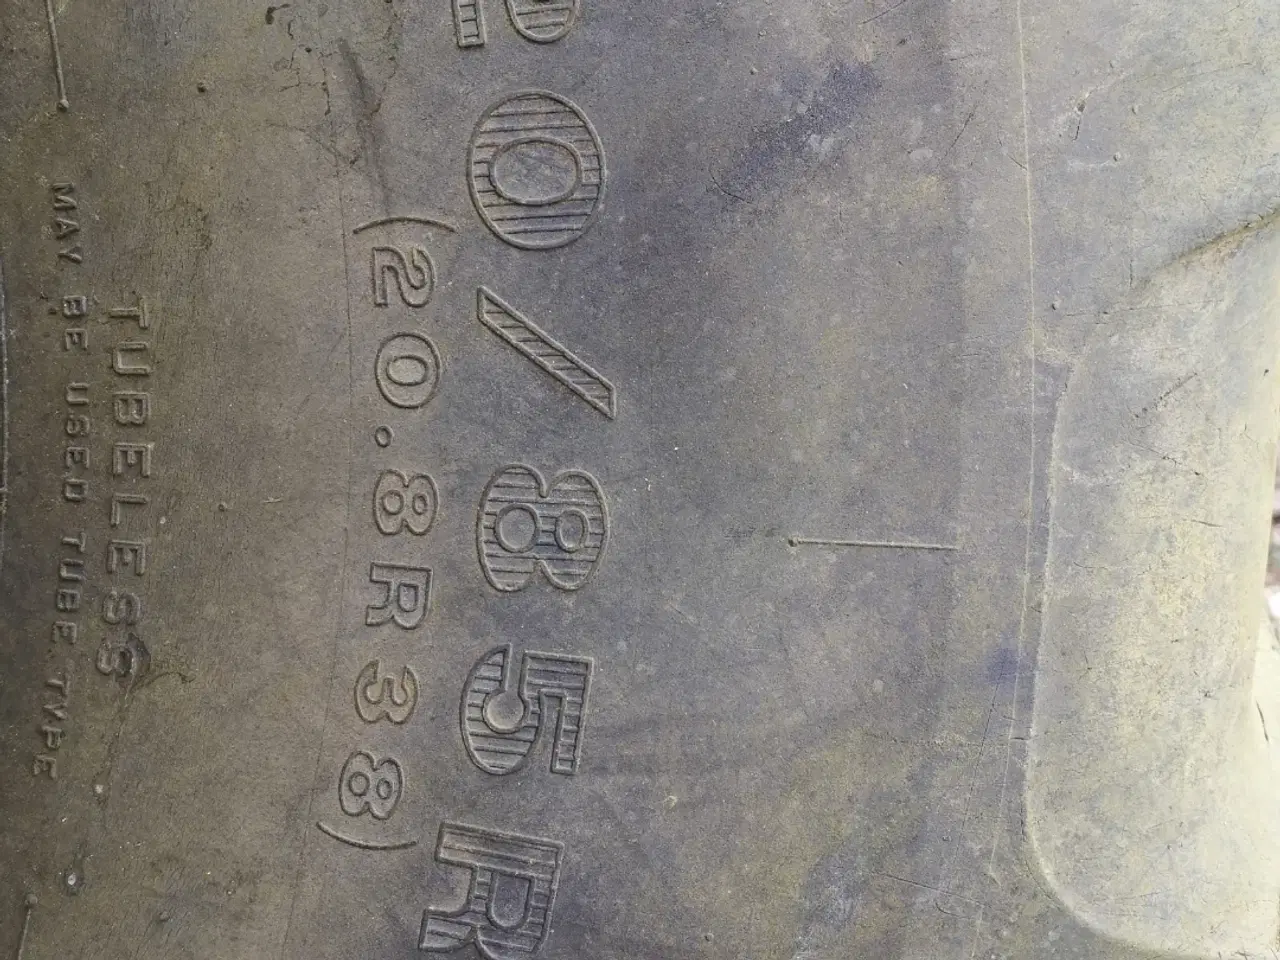 20/85R
(20.8R38)
TUBELESS
MAY BE USED TUBE TYPE